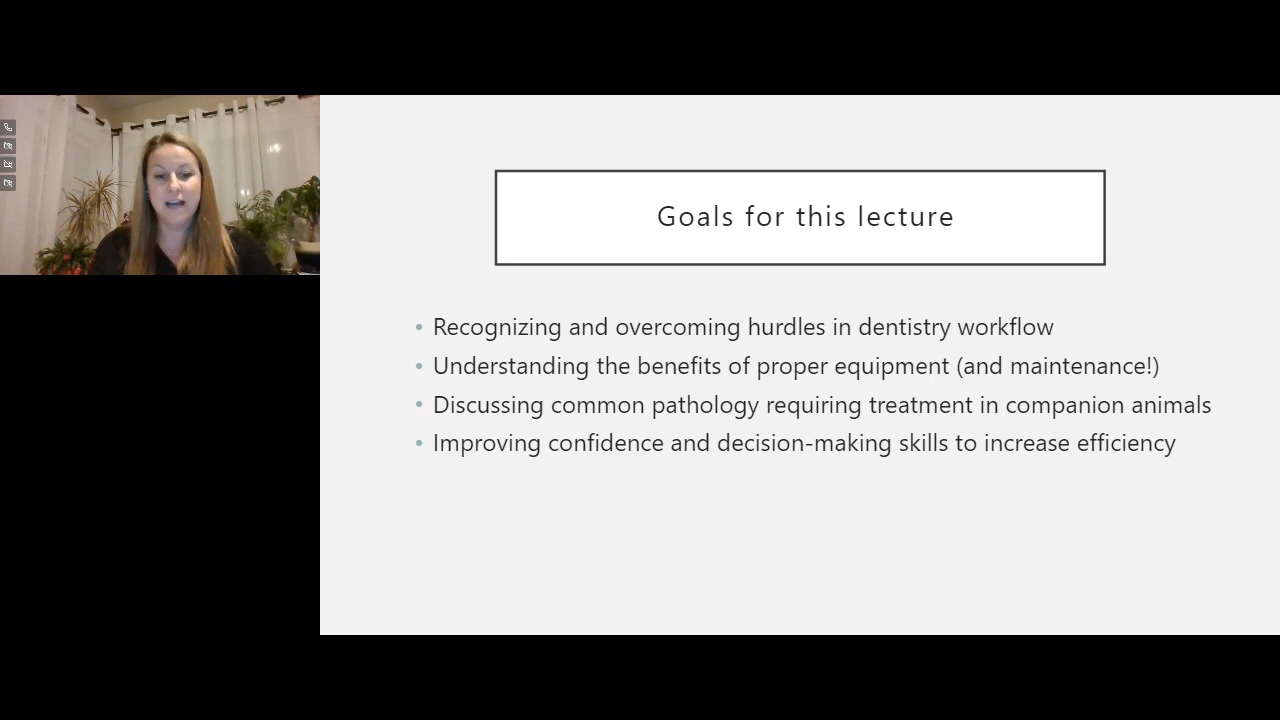 Goals for this lecture
• Recognizing and overcoming hurdles in dentistry workflow
• Understanding the benefits of proper equipment (and maintenance!)
• Discussing common pathology requiring treatment in companion animals
• Improving confidence and decision-making skills to increase efficiency